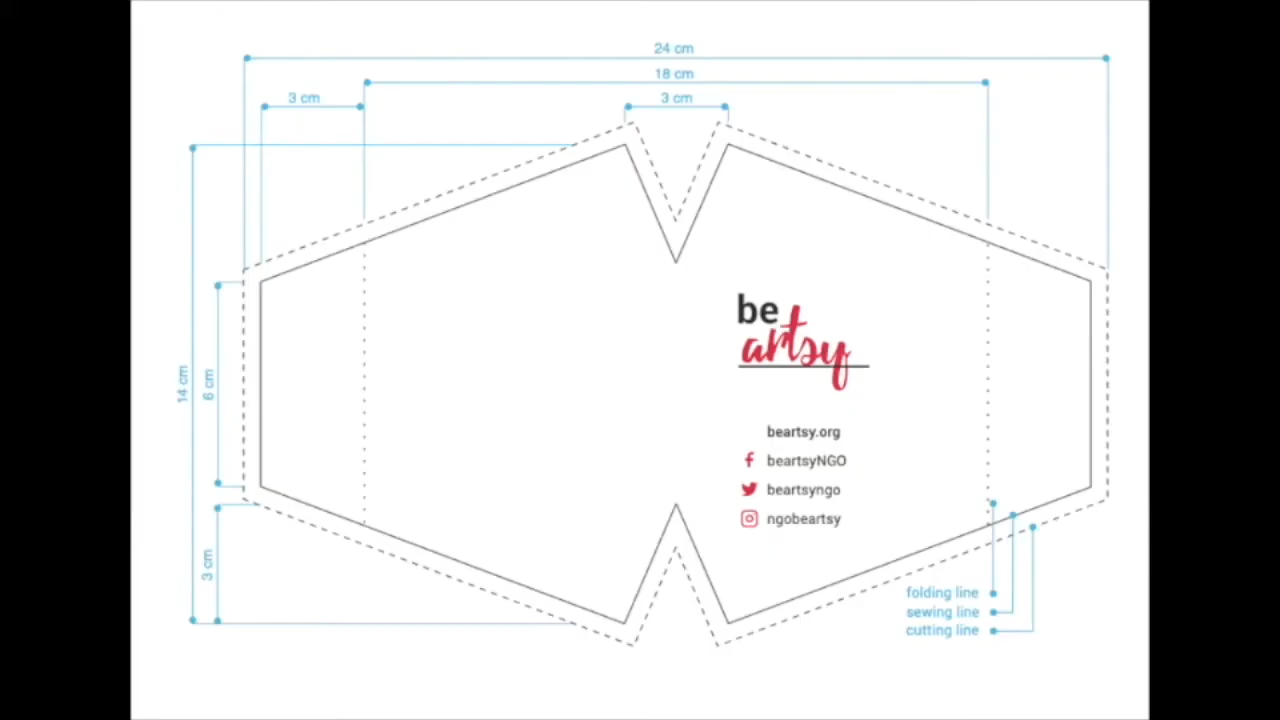 24 cm
18 cm
3 cm
3 cm
14 cm
6 cm
3 cm
be
artsy
beartsy.org
beartsyNGO
beartsyngo
ngobeartsy
folding line
sewing line
cutting line